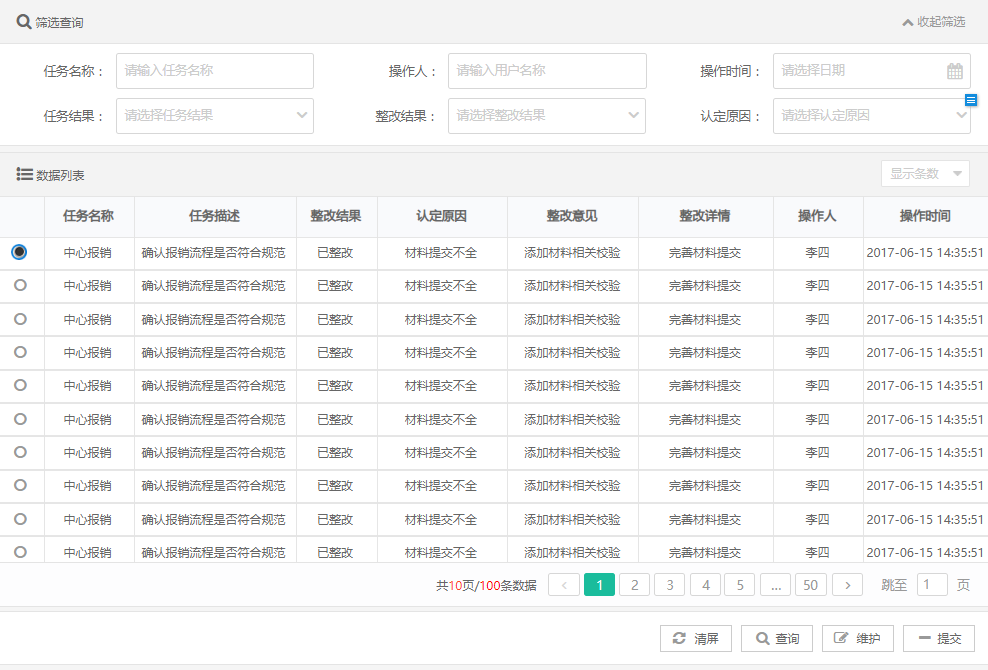 筛选查询 收起筛选
任务名称： 请输入任务名称 操作人： 请输入用户名称 操作时间： 请选择日期
任务结果： 请选择任务结果 整改结果： 请选择整改结果 认定原因： 请选择认定原因
数据列表 显示条数
任务名称 任务描述 整改结果 认定原因 整改意见 整改详情 操作人 操作时间
中心报销 确认报销流程是否符合规范 已整改 材料提交不全 添加材料相关校验 完善材料提交 李四 2017-06-15 14:35:51
中心报销 确认报销流程是否符合规范 已整改 材料提交不全 添加材料相关校验 完善材料提交 李四 2017-06-15 14:35:51
中心报销 确认报销流程是否符合规范 已整改 材料提交不全 添加材料相关校验 完善材料提交 李四 2017-06-15 14:35:51
中心报销 确认报销流程是否符合规范 已整改 材料提交不全 添加材料相关校验 完善材料提交 李四 2017-06-15 14:35:51
中心报销 确认报销流程是否符合规范 已整改 材料提交不全 添加材料相关校验 完善材料提交 李四 2017-06-15 14:35:51
中心报销 确认报销流程是否符合规范 已整改 材料提交不全 添加材料相关校验 完善材料提交 李四 2017-06-15 14:35:51
中心报销 确认报销流程是否符合规范 已整改 材料提交不全 添加材料相关校验 完善材料提交 李四 2017-06-15 14:35:51
中心报销 确认报销流程是否符合规范 已整改 材料提交不全 添加材料相关校验 完善材料提交 李四 2017-06-15 14:35:51
中心报销 确认报销流程是否符合规范 已整改 材料提交不全 添加材料相关校验 完善材料提交 李四 2017-06-15 14:35:51
中心报销 确认报销流程是否符合规范 已整改 材料提交不全 添加材料相关校验 完善材料提交 李四 2017-06-15 14:35:51
共10页/100条数据 ‹ 1 2 3 4 5 ... 50 › 跳至 1 页
清屏 查询 维护 提交